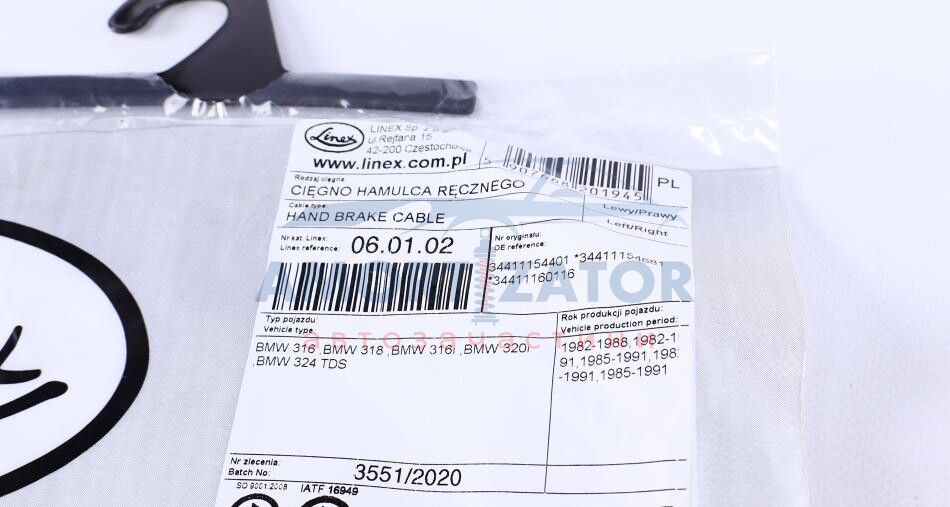 Linex
LINEX Sp. z o.o.
ul Rejtana 15
42-200 Częstochowa
www.linex.com.pl
PL
Rodzaj cięgna:
CIĘGNO HAMULCA RĘCZNEGO
Cable type:
HAND BRAKE CABLE
Lewy/Prawy
Left/Right
Nr kat. Linex:
Linex reference:
06.01.02
Nr oryginału:
OE reference:
34411154401 *34411154681
*34411160116
AUTOZATOR
автозапчастини
Typ pojazdu:
Vehicle type:
BMW 316 ,BMW 318 ,BMW 316i ,BMW 320i
,BMW 324 TDS
Rok produkcji pojazdu:
Vehicle production period:
1982-1988,1982-1
91,1985-1991,198
-1991,1985-1991
Nr zlecenia:
Batch No:
3551/2020
ISO 9001:2008
IATF 16949